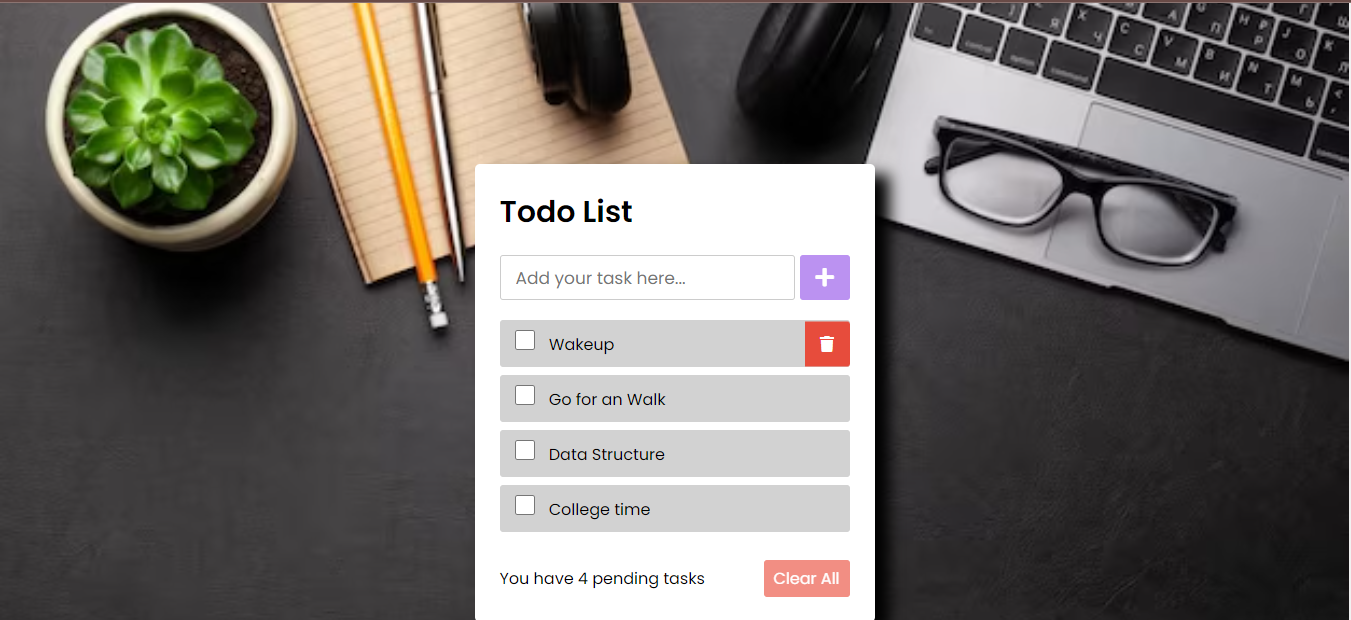 Todo List
Add your task here...
Wakeup
Go for an Walk
Data Structure
College time
You have 4 pending tasks
Clear All